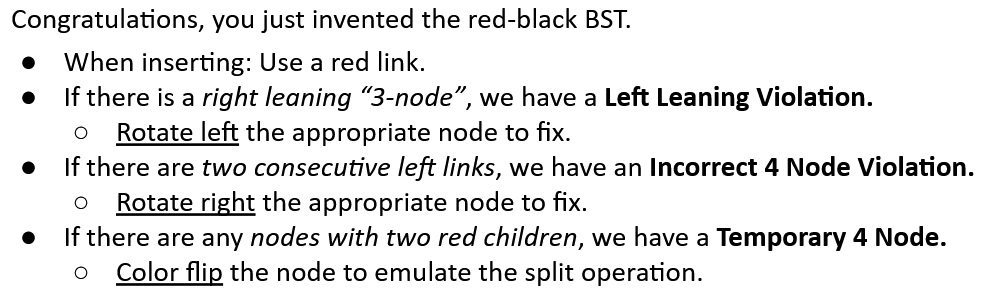 Congratulations, you just invented the red-black BST.
● When inserting: Use a red link.
● If there is a right leaning “3-node”, we have a Left Leaning Violation.
○ Rotate left the appropriate node to fix.
● If there are two consecutive left links, we have an Incorrect 4 Node Violation.
○ Rotate right the appropriate node to fix.
● If there are any nodes with two red children, we have a Temporary 4 Node.
○ Color flip the node to emulate the split operation.